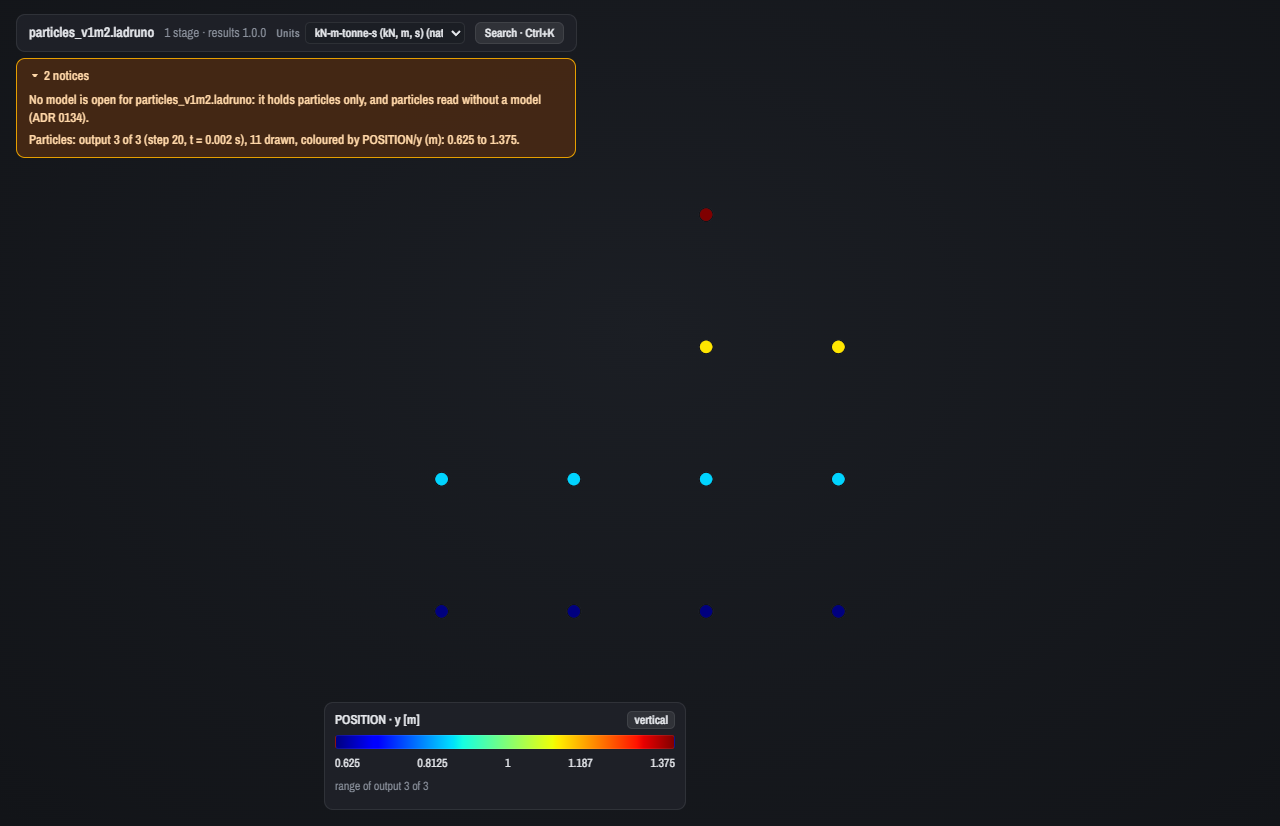 particles_v1m2.ladruno 1 stage · results 1.0.0 Units kN-m-tonne-s (kN, m, s) (nat Search · Ctrl+K
2 notices
No model is open for particles_v1m2.ladruno: it holds particles only, and particles read without a model
(ADR 0134).
Particles: output 3 of 3 (step 20, t = 0.002 s), 11 drawn, coloured by POSITION/y (m): 0.625 to 1.375.
POSITION · y [m] vertical
0.625 0.8125 1 1.187 1.375
range of output 3 of 3